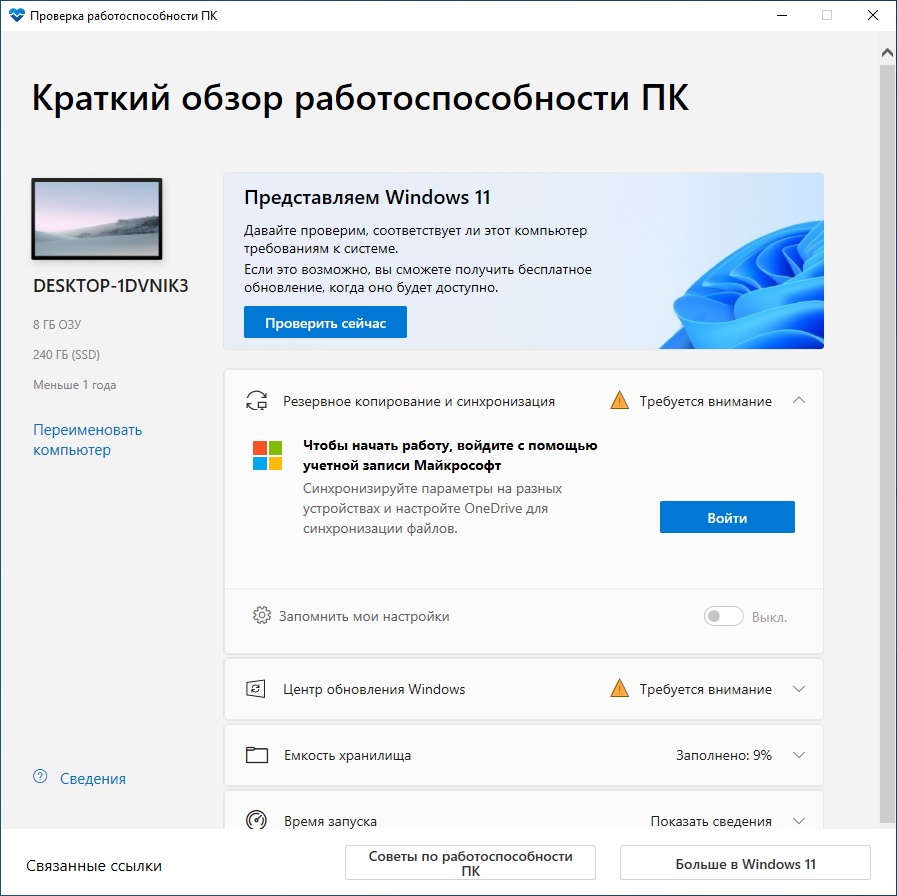 Проверка работоспособности ПК
Краткий обзор работоспособности ПК
DESKTOP-1DVNIK3
8 ГБ ОЗУ
240 ГБ (SSD)
Меньше 1 года
Переименовать
компьютер
Представляем Windows 11
Давайте проверим, соответствует ли этот компьютер
требованиям к системе.
Если это возможно, вы сможете получить бесплатное
обновление, когда оно будет доступно.
Проверить сейчас
Резервное копирование и синхронизация
Требуется внимание
Чтобы начать работу, войдите с помощью
учетной записи Майкрософт
Синхронизируйте параметры на разных
устройствах и настройте OneDrive для
синхронизации файлов.
Войти
Запомнить мои настройки
Выкл.
Центр обновления Windows
Требуется внимание
Емкость хранилища
Заполнено: 9%
Время запуска
Показать сведения
Сведения
Связанные ссылки
Советы по работоспособности
ПК
Больше в Windows 11